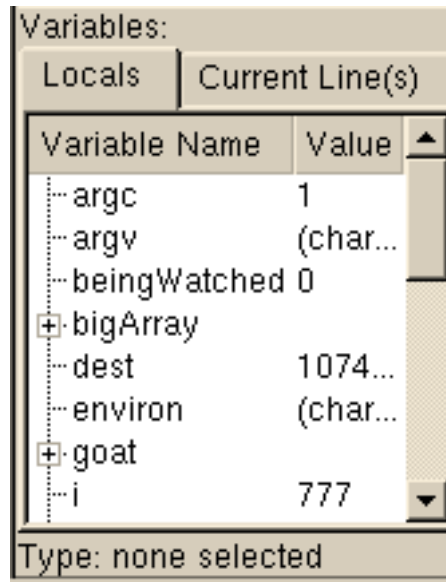 Variables:
Locals Current Line(s)
Variable Name Value
argc 1
argv (char...
beingWatched 0
bigArray
dest 1074...
environ (char...
goat
i 777
Type: none selected